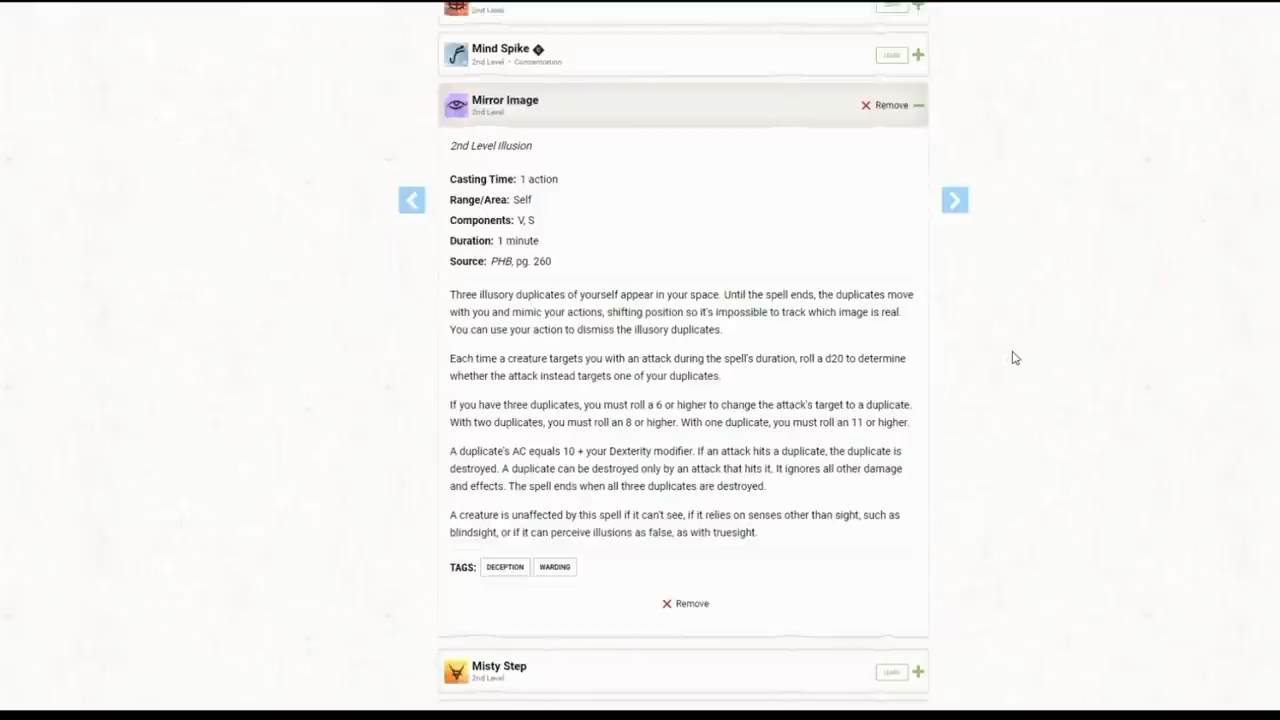 2nd Level
Mind Spike
LEARN
2nd Level • Concentration
Mirror Image
Remove
2nd Level
2nd Level Illusion
Casting Time: 1 action
Range/Area: Self
Components: V, S
Duration: 1 minute
Source: PHB, pg. 260
Three illusory duplicates of yourself appear in your space. Until the spell ends, the duplicates move
with you and mimic your actions, shifting position so it's impossible to track which image is real.
You can use your action to dismiss the illusory duplicates.
Each time a creature targets you with an attack during the spell's duration, roll a d20 to determine
whether the attack instead targets one of your duplicates.
If you have three duplicates, you must roll a 6 or higher to change the attack's target to a duplicate.
With two duplicates, you must roll an 8 or higher. With one duplicate, you must roll an 11 or higher.
A duplicate's AC equals 10 + your Dexterity modifier. If an attack hits a duplicate, the duplicate is
destroyed. A duplicate can be destroyed only by an attack that hits it. It ignores all other damage
and effects. The spell ends when all three duplicates are destroyed.
A creature is unaffected by this spell if it can't see, if it relies on senses other than sight, such as
blindsight, or if it can perceive illusions as false, as with truesight.
TAGS: DECEPTION WARDING
Remove
Misty Step
LEARN
2nd Level